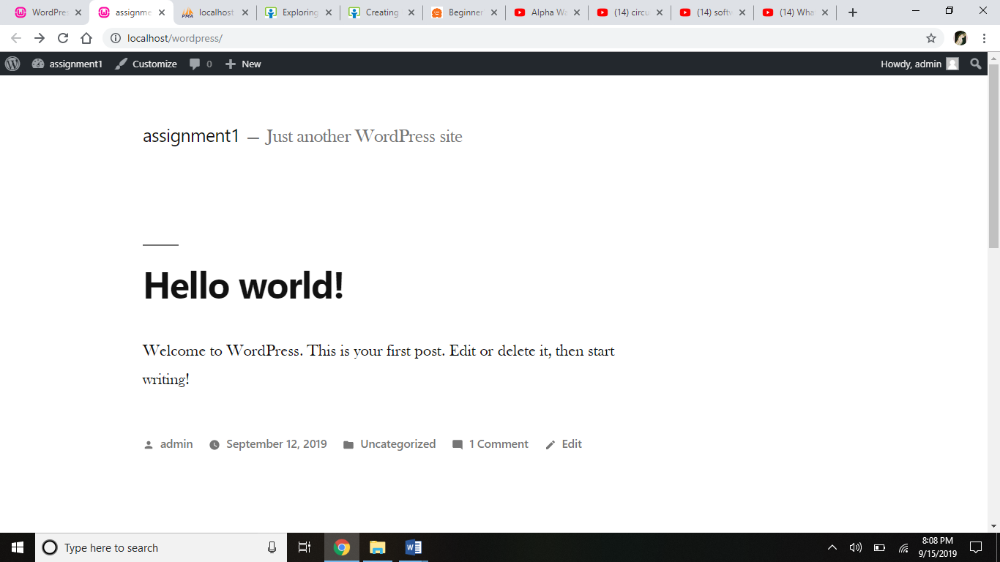 WordPres assignme localhost Exploring Creating Beginner Alpha Wa (14) circu (14) softw (14) Wha
localhost/wordpress/
assignment1 Customize 0 New Howdy, admin
assignment1 — Just another WordPress site
Hello world!
Welcome to WordPress. This is your first post. Edit or delete it, then start
writing!
admin September 12, 2019 Uncategorized 1 Comment Edit
Type here to search
8:08 PM
9/15/2019